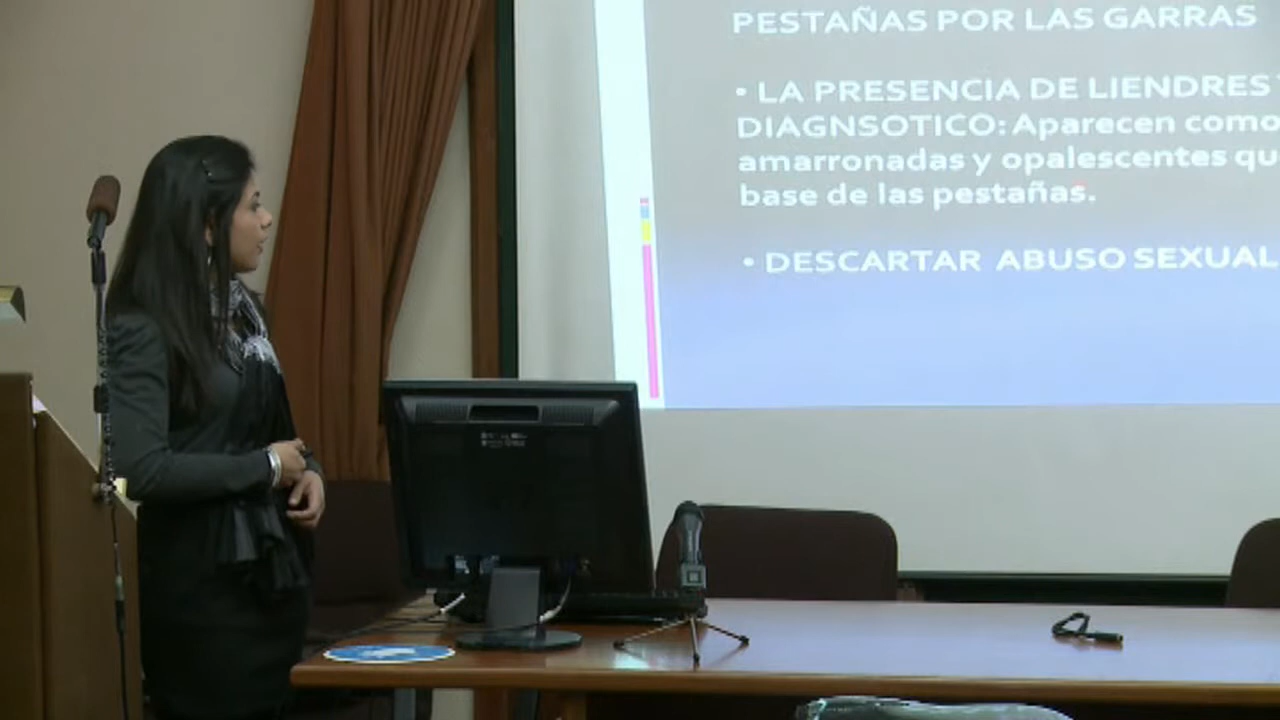 PESTAÑAS POR LAS GARRAS
• LA PRESENCIA DE LIENDRES
DIAGNSOTICO: Aparecen como
amarronadas y opalescentes qu
base de las pestañas.
• DESCARTAR ABUSO SEXUAL